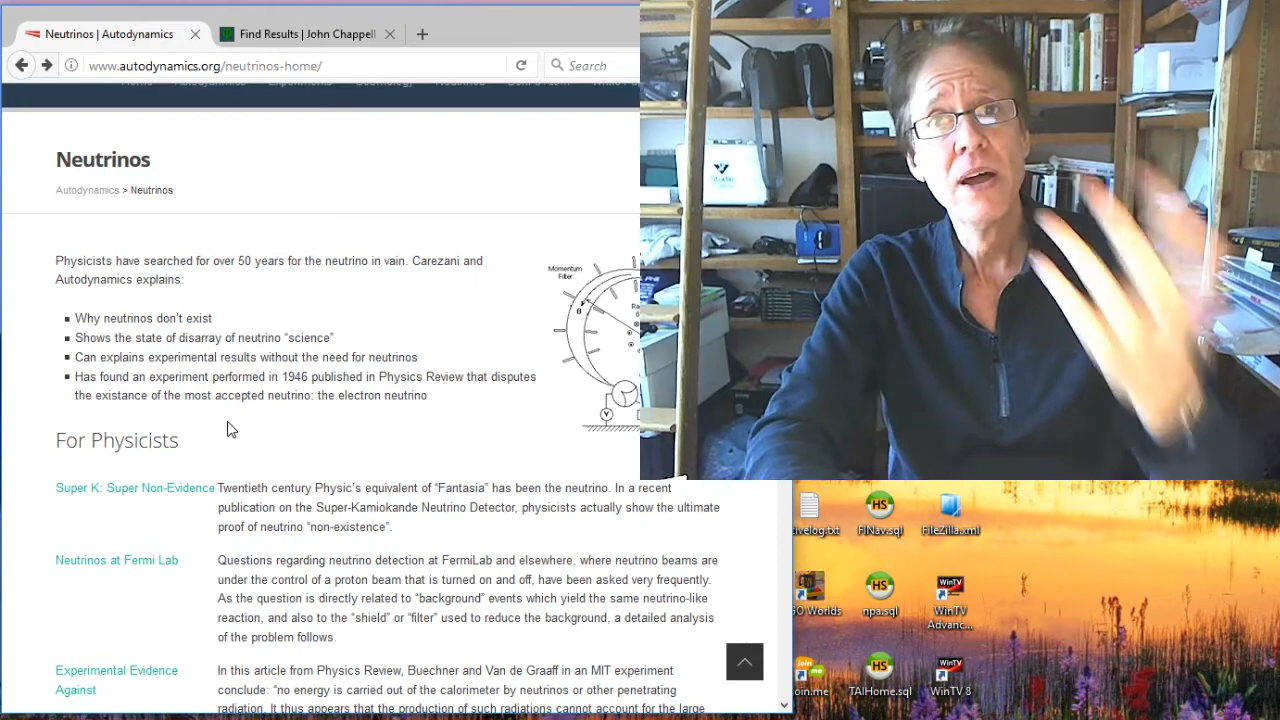 Neutrinos | Autodynamics
Find Results | John Chappell
www.autodynamics.org/neutrinos-home/
Search
Neutrinos
Autodynamics > Neutrinos
Physicists have searched for over 50 years for the neutrino in vain. Carezani and
Autodynamics explains:
Why neutrinos don't exist
Shows the state of disarray of neutrino “science”
Can explains experimental results without the need for neutrinos
Has found an experiment performed in 1946 published in Physics Review that disputes
the existance of the most accepted neutrino: the electron neutrino
Momentum
Filter
For Physicists
Super K: Super Non-Evidence
Twentieth century Physic's equivalent of “Fantasia” has been the neutrino. In a recent
publication on the Super-Kamiokande Neutrino Detector, physicists actually show the ultimate
proof of neutrino “non-existence”.
Neutrinos at Fermi Lab
Questions regarding neutrino detection at FermiLab and elsewhere, where neutrino beams are
under the control of a proton beam that is turned on and off, have been asked very frequently.
As the question is directly related to “background” events which yield the same neutrino-like
reaction, and also to the “shield” or “filter” used to reduce the background, a detailed analysis
of the problem follows.
Experimental Evidence
Against
In this article from Physics Review, Buechner and Van de Graaff in an MIT experiment
conclude: “no energy is carried out of the calorimeter by neutrinos or other penetrating
radiation. It thus appears that the production of such radiations cannot account for the large
ivelog.txt
FINav.sql
FileZilla.xml
GO Worlds
npa.sql
WinTV
Advanc...
oin.me
TAIHome.sql
WinTV 8